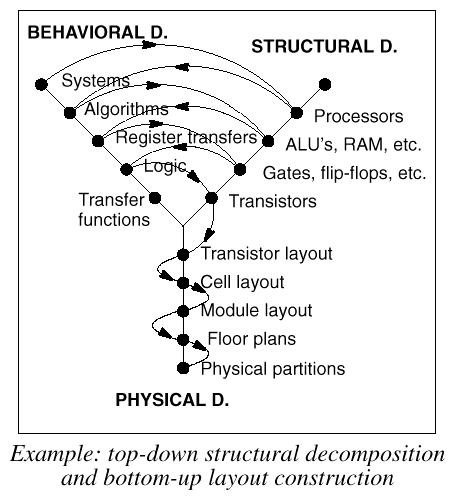 BEHAVIORAL D.
STRUCTURAL D.
Systems
Algorithms
Processors
Register transfers
ALU's, RAM, etc.
Logic
Gates, flip-flops, etc.
Transfer
functions
Transistors
Transistor layout
Cell layout
Module layout
Floor plans
Physical partitions
PHYSICAL D.
Example: top-down structural decomposition
and bottom-up layout construction